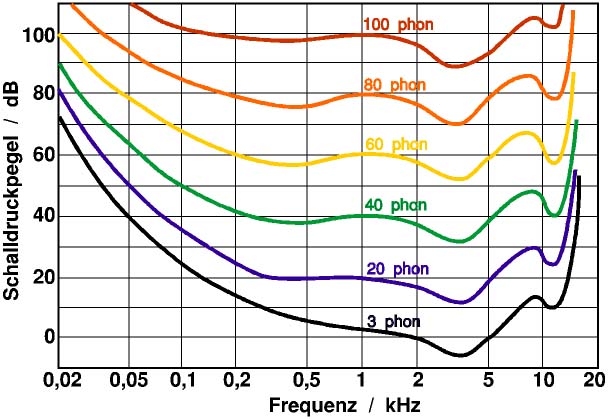 100 phon
100
80 phon
80
60 phon
60
40 phon
40
20 phon
20
3 phon
0
Schalldruckpegel / dB
0,02 0,05 0,1 0,2 0,5 1 2 5 10 20
Frequenz / kHz